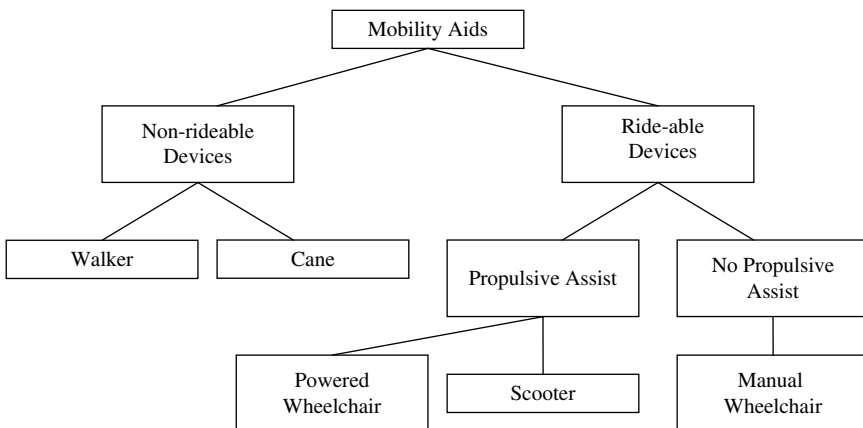 Mobility Aids
Non-rideable
Devices
Ride-able
Devices
Walker
Cane
Propulsive Assist
No Propulsive
Assist
Powered
Wheelchair
Scooter
Manual
Wheelchair